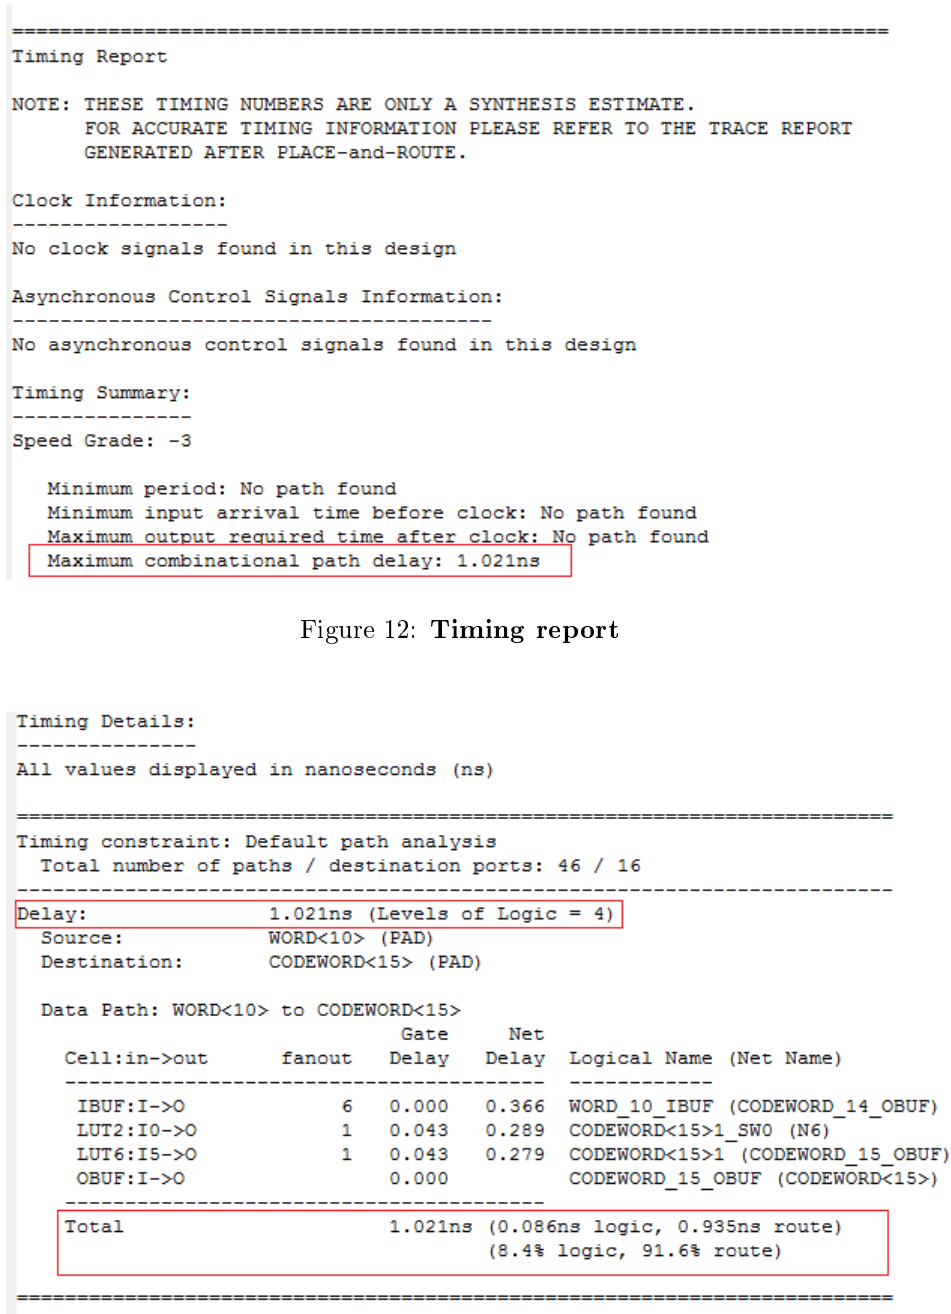 =========================================================================
Timing Report
NOTE: THESE TIMING NUMBERS ARE ONLY A SYNTHESIS ESTIMATE.
FOR ACCURATE TIMING INFORMATION PLEASE REFER TO THE TRACE REPORT
GENERATED AFTER PLACE-and-ROUTE.
Clock Information:
------------------
No clock signals found in this design
Asynchronous Control Signals Information:
----------------------------------------
No asynchronous control signals found in this design
Timing Summary:
---------------
Speed Grade: -3
Minimum period: No path found
Minimum input arrival time before clock: No path found
Maximum output required time after clock: No path found
Maximum combinational path delay: 1.021ns
Figure 12: Timing report
Timing Details:
---------------
All values displayed in nanoseconds (ns)
=========================================================================
Timing constraint: Default path analysis
Total number of paths / destination ports: 46 / 16
-------------------------------------------------------------------------
Delay: 1.021ns (Levels of Logic = 4)
Source: WORD<10> (PAD)
Destination: CODEWORD<15> (PAD)
Data Path: WORD<10> to CODEWORD<15>
Gate Net
Cell:in->out fanout Delay Delay Logical Name (Net Name)
---------------------------------------- ------------
IBUF:I->O 6 0.000 0.366 WORD_10_IBUF (CODEWORD_14_OBUF)
LUT2:I0->O 1 0.043 0.289 CODEWORD<15>1_SW0 (N6)
LUT6:I5->O 1 0.043 0.279 CODEWORD<15>1 (CODEWORD_15_OBUF)
OBUF:I->O 0.000 CODEWORD_15_OBUF (CODEWORD<15>)
----------------------------------------
Total 1.021ns (0.086ns logic, 0.935ns route)
(8.4% logic, 91.6% route)
=========================================================================